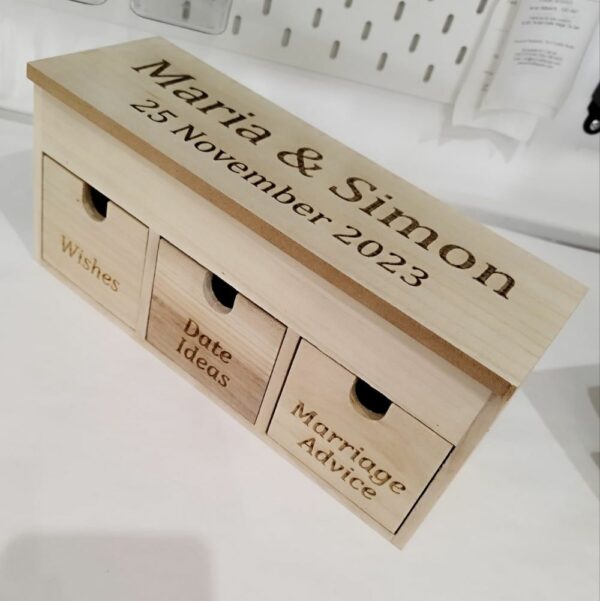 Maria & Simon
25 November 2023
Wishes
Date
Ideas
Marriage
Advice